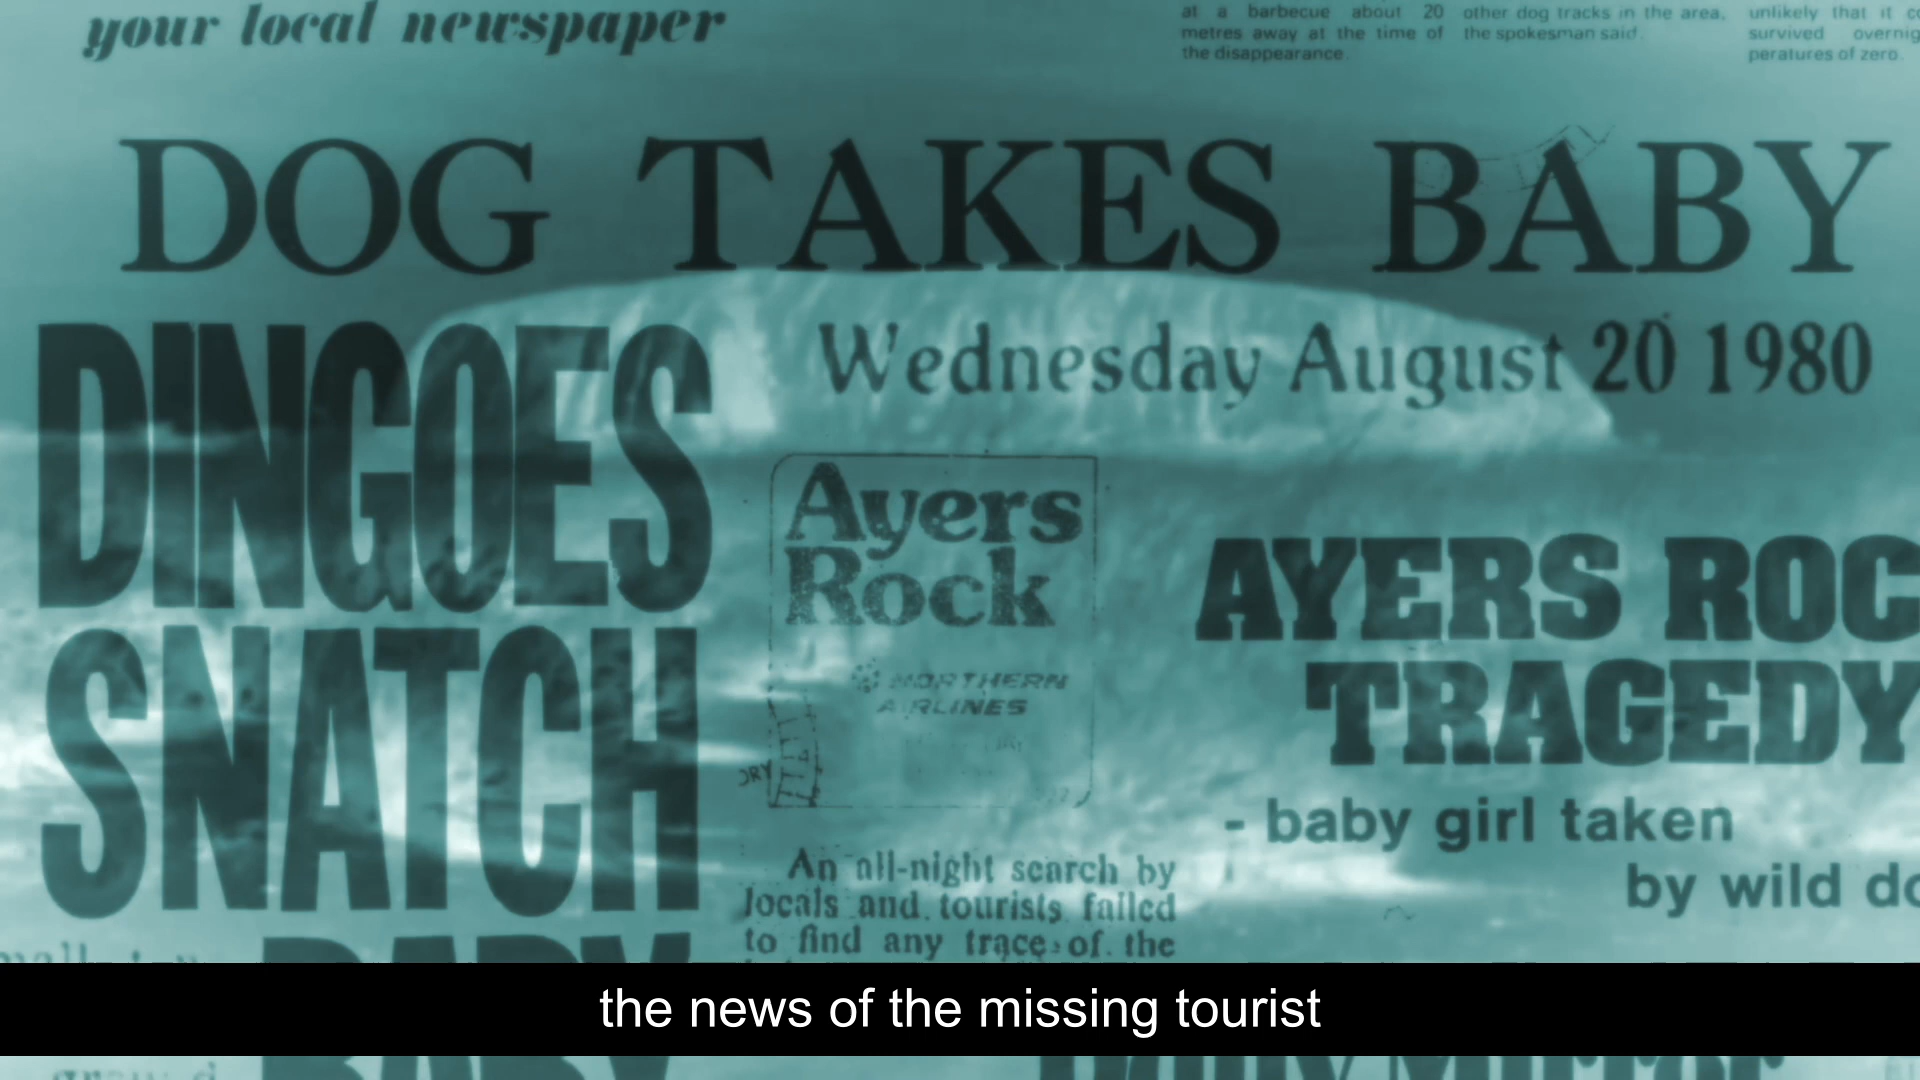 your local newspaper
at a barbecue about 20
metres away at the time of
the disappearance.
other dog tracks in the area,
the spokesman said.
unlikely that it
survived
peratures of zero.
DOG TAKES BABY
Wednesday August 20 1980
DINGOES
SNATCH
BABY
Ayers
Rock
NORTHERN
AIRLINES
AYERS ROC
TRAGEDY
- baby girl taken
by wild
An all-night search by
locals and tourists failed
to find any trace of the
the news of the missing tourist
Daily Mirror